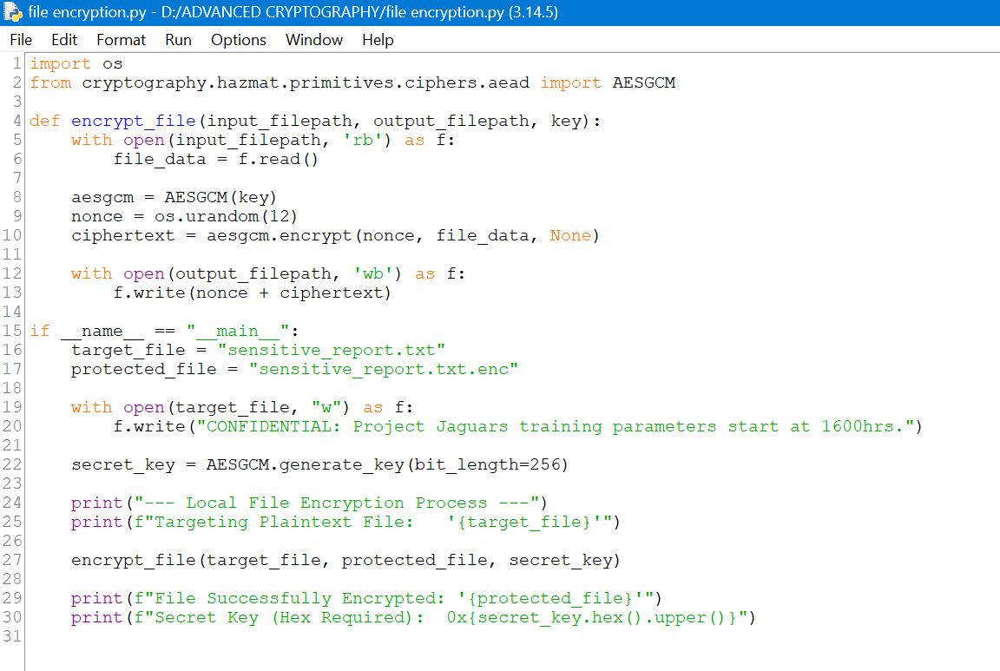 file encryption.py - D:/ADVANCED CRYPTOGRAPHY/file encryption.py (3.14.5)
File Edit Format Run Options Window Help
1 import os
2 from cryptography.hazmat.primitives.ciphers.aead import AESGCM
3
4 def encrypt_file(input_filepath, output_filepath, key):
5     with open(input_filepath, 'rb') as f:
6         file_data = f.read()
7
8     aesgcm = AESGCM(key)
9     nonce = os.urandom(12)
10     ciphertext = aesgcm.encrypt(nonce, file_data, None)
11
12     with open(output_filepath, 'wb') as f:
13         f.write(nonce + ciphertext)
14
15 if __name__ == "__main__":
16     target_file = "sensitive_report.txt"
17     protected_file = "sensitive_report.txt.enc"
18
19     with open(target_file, "w") as f:
20         f.write("CONFIDENTIAL: Project Jaguars training parameters start at 1600hrs.")
21
22     secret_key = AESGCM.generate_key(bit_length=256)
23
24     print("--- Local File Encryption Process ---")
25     print(f"Targeting Plaintext File:   '{target_file}'")
26
27     encrypt_file(target_file, protected_file, secret_key)
28
29     print(f"File Successfully Encrypted: '{protected_file}'")
30     print(f"Secret Key (Hex Required):  0x{secret_key.hex().upper()}")
31